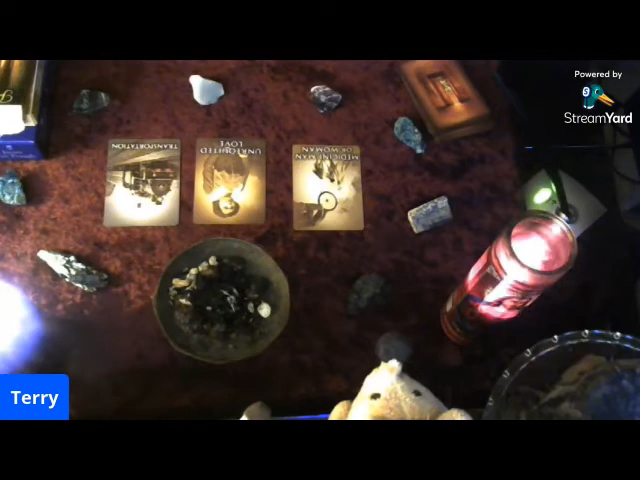 Powered by
StreamYard
TRANSPORTATION
UNREQUITED
LOVE
MEDICINE MAN
OR WOMAN
Terry